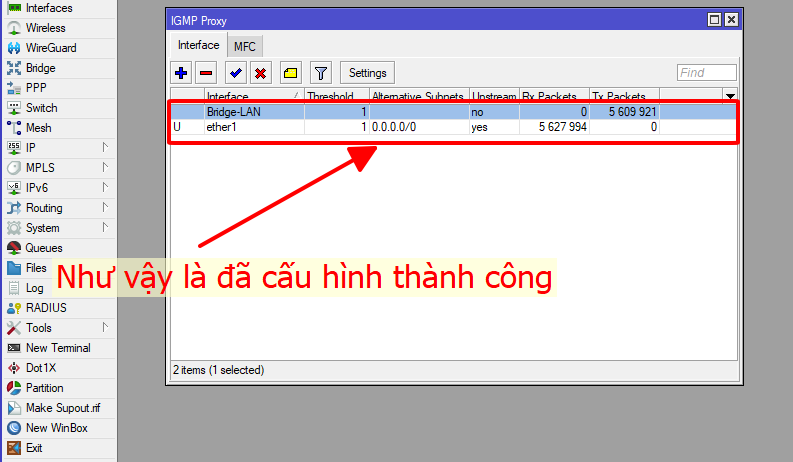 Interfaces
Wireless
WireGuard
Bridge
PPP
Switch
Mesh
IP
MPLS
IPv6
Routing
System
Queues
Files
Log
RADIUS
Tools
New Terminal
Dot1X
Partition
Make Supout.rif
New WinBox
Exit
IGMP Proxy
Interface MFC
Settings Find
Interface Threshold Alternative Subnets Upstream Rx Packets Tx Packets
Bridge-LAN 1 no 0 5 609 921
U ether1 1 0.0.0.0/0 yes 5 627 994 0
Như vậy là đã cấu hình thành công
2 items (1 selected)